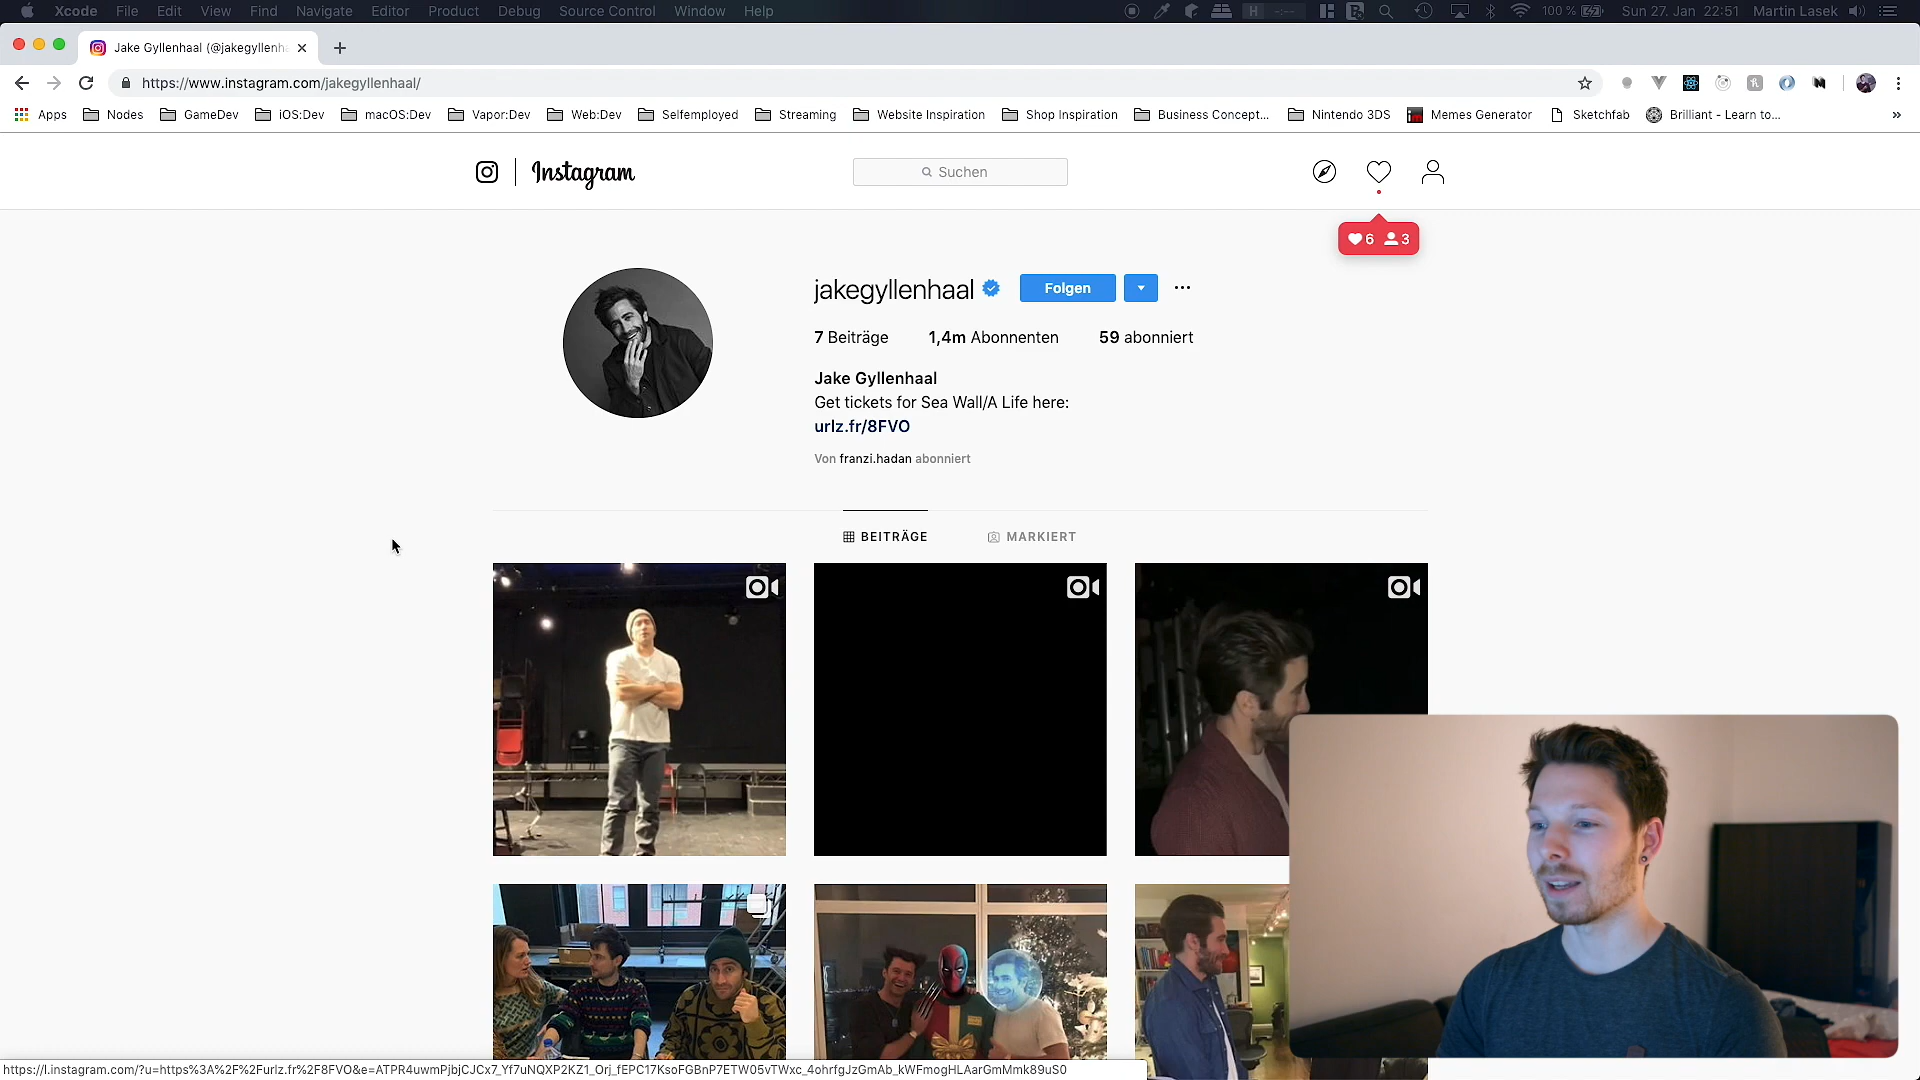 Xcode File Edit View Find Navigate Editor Product Debug Source Control Window Help H --:-- 100 % Sun 27. Jan 22:51 Martin Lasek
Jake Gyllenhaal (@jakegyllenh
https://www.instagram.com/jakegyllenhaal/
Apps Nodes GameDev iOS:Dev macOS:Dev Vapor:Dev Web:Dev Selfemployed Streaming Website Inspiration Shop Inspiration Business Concept... Nintendo 3DS Memes Generator Sketchfab Brilliant - Learn to... »
Instagram Suchen
6 3
jakegyllenhaal Folgen ...
7 Beiträge 1,4m Abonnenten 59 abonniert
Jake Gyllenhaal
Get tickets for Sea Wall/A Life here:
urlz.fr/8FVO
Von franzi.hadan abonniert
BEITRÄGE MARKIERT
https://l.instagram.com/?u=https%3A%2F%2Furlz.fr%2F8FVO&e=ATPR4uwmPjbjCJCx7_Yf7uNQXP2KZ1_Orj_fEPC17KsoFGBnP7ETW05vTWxc_4ohrfgJzGmAb_kWFmogHLAarGmMmk89uS0